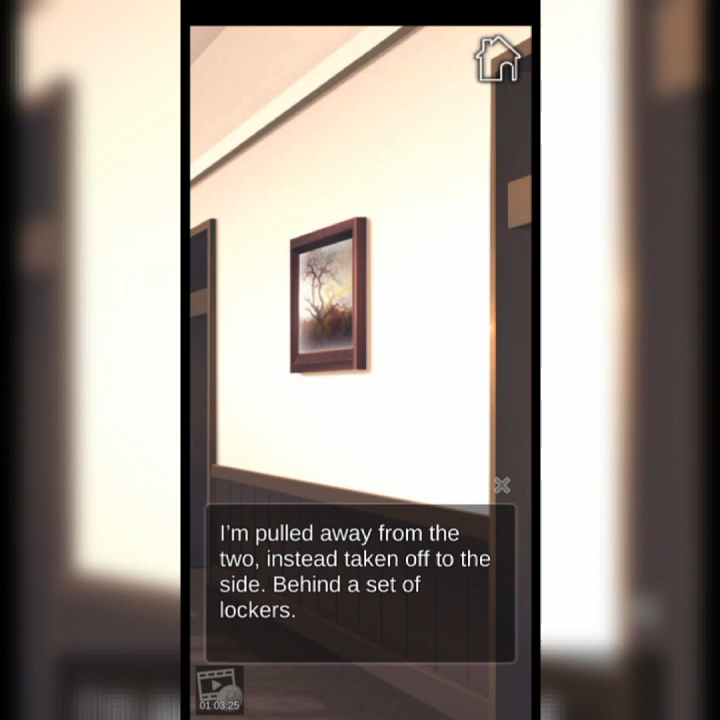 I’m pulled away from the
two, instead taken off to the
side. Behind a set of
lockers.
01:03:25